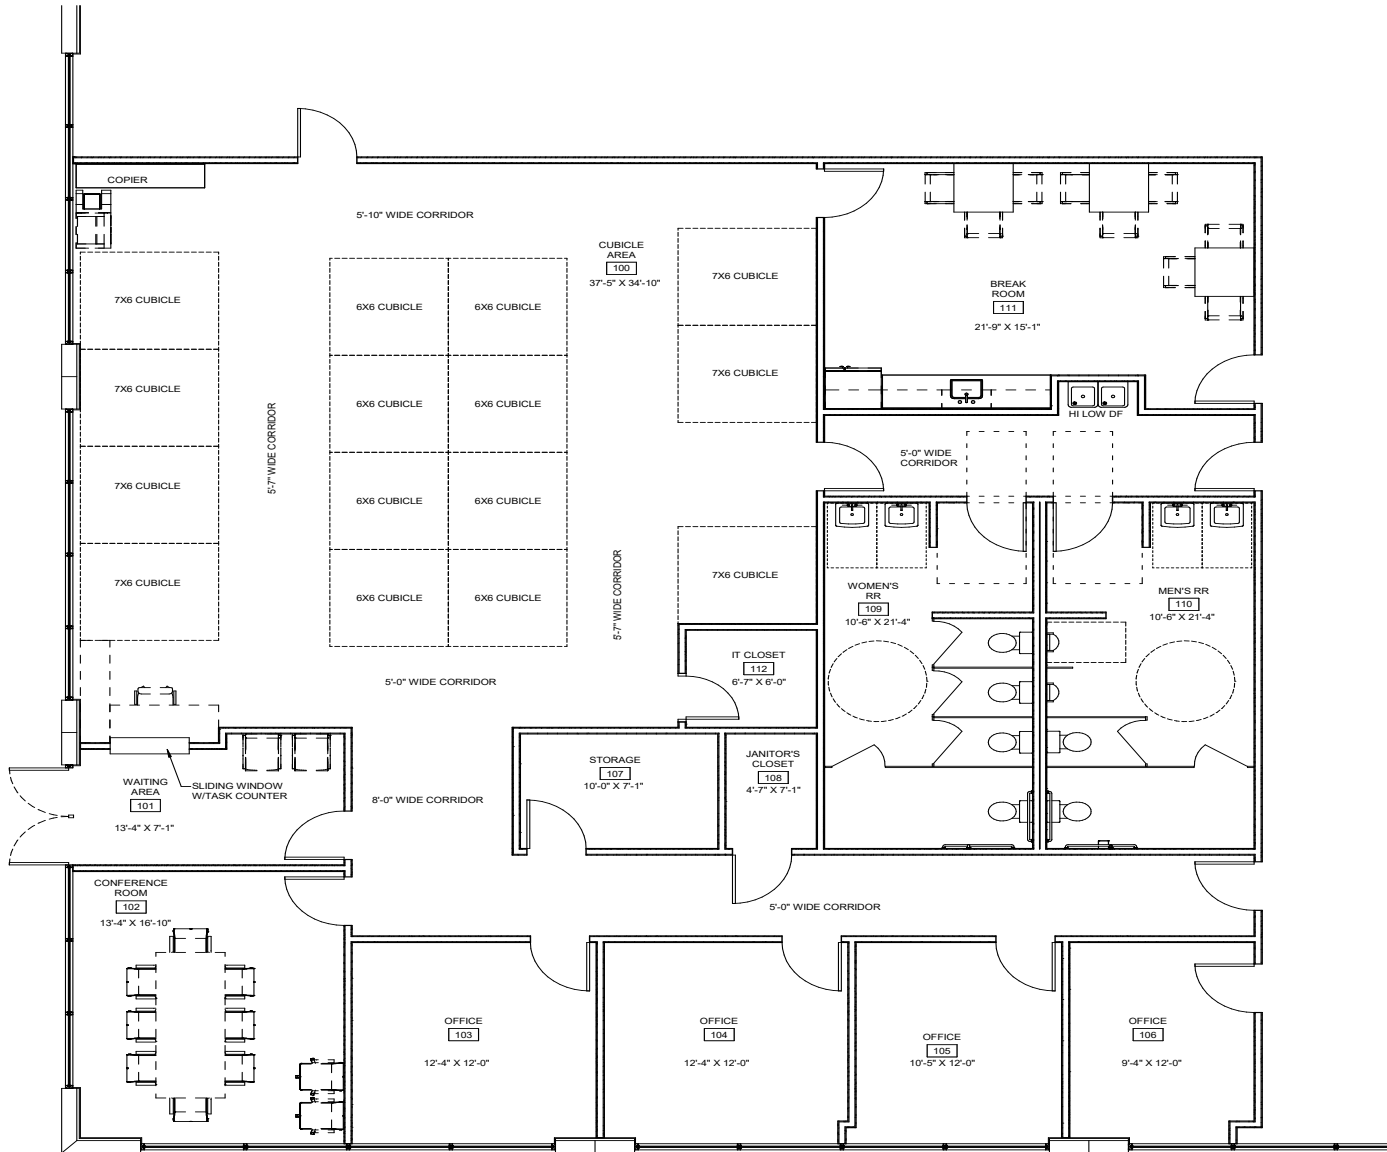 COPIER
5'-10" WIDE CORRIDOR
CUBICLE
AREA
100
37'-5" X 34'-10"
7X6 CUBICLE
7X6 CUBICLE
7X6 CUBICLE
7X6 CUBICLE
6X6 CUBICLE
6X6 CUBICLE
6X6 CUBICLE
6X6 CUBICLE
6X6 CUBICLE
6X6 CUBICLE
6X6 CUBICLE
6X6 CUBICLE
7X6 CUBICLE
7X6 CUBICLE
7X6 CUBICLE
5'-7" WIDE CORRIDOR
5'-7" WIDE CORRIDOR
5'-0" WIDE CORRIDOR
BREAK
ROOM
111
21'-9" X 15'-1"
HI LOW DF
5'-0" WIDE
CORRIDOR
WOMEN'S
RR
109
10'-6" X 21'-4"
MEN'S RR
110
10'-6" X 21'-4"
IT CLOSET
112
6'-7" X 6'-0"
STORAGE
107
10'-0" X 7'-1"
JANITOR'S
CLOSET
108
4'-7" X 7'-1"
WAITING
AREA
101
13'-4" X 7'-1"
SLIDING WINDOW
W/TASK COUNTER
8'-0" WIDE CORRIDOR
CONFERENCE
ROOM
102
13'-4" X 16'-10"
5'-0" WIDE CORRIDOR
OFFICE
103
12'-4" X 12'-0"
OFFICE
104
12'-4" X 12'-0"
OFFICE
105
10'-5" X 12'-0"
OFFICE
106
9'-4" X 12'-0"